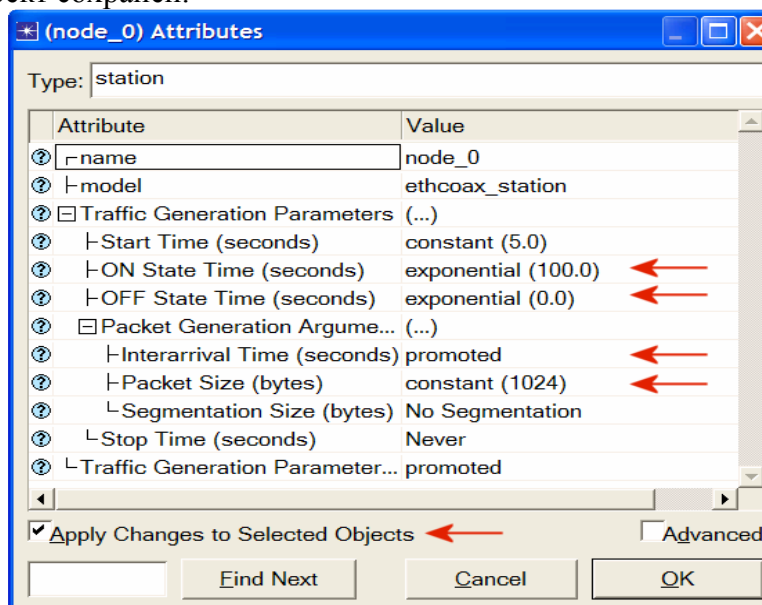 сохранен.
(node_0) Attributes
Type: station
Attribute Value
name node_0
model ethcoax_station
Traffic Generation Parameters (...)
Start Time (seconds) constant (5.0)
ON State Time (seconds) exponential (100.0)
OFF State Time (seconds) exponential (0.0)
Packet Generation Argume... (...)
Interarrival Time (seconds) promoted
Packet Size (bytes) constant (1024)
Segmentation Size (bytes) No Segmentation
Stop Time (seconds) Never
Traffic Generation Parameter... promoted
Apply Changes to Selected Objects Advanced
Find Next Cancel OK